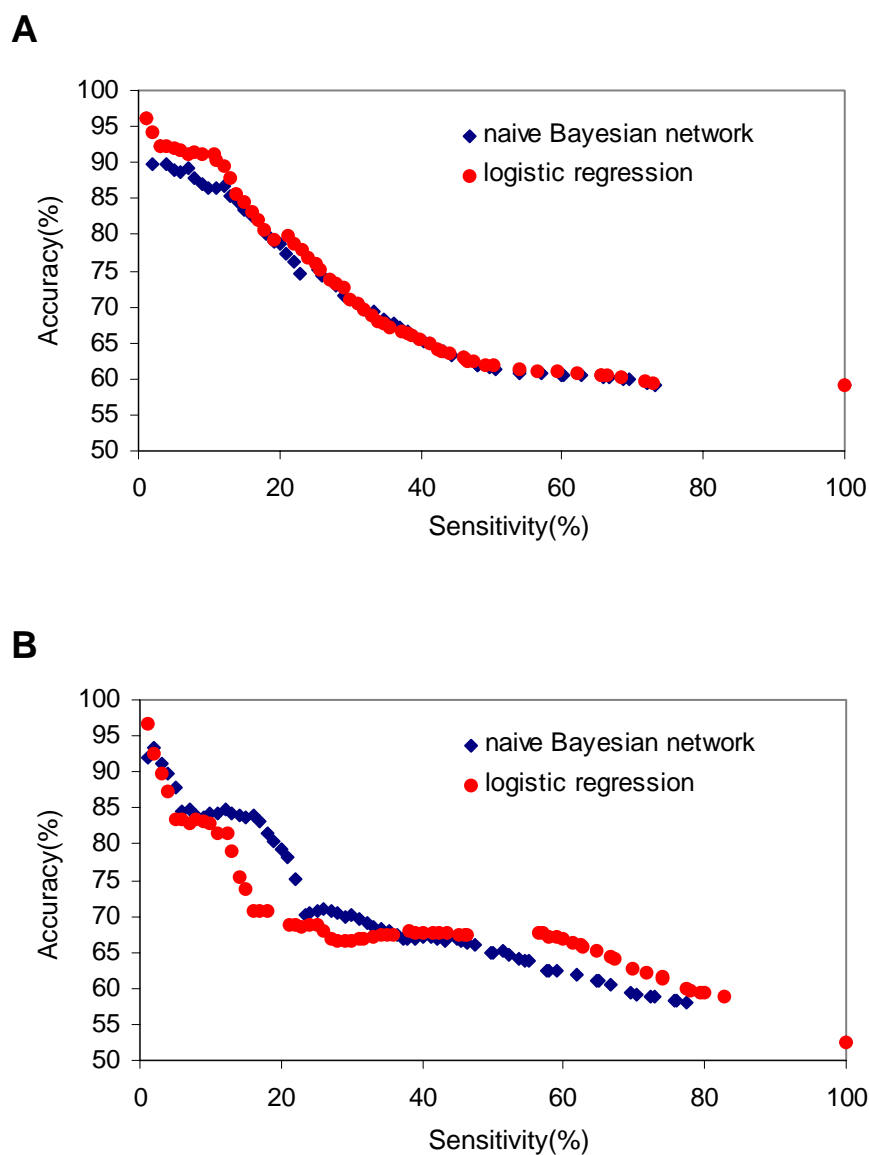 A
100
95
90
85
80
75
70
65
60
55
50
Accuracy(%)
naive Bayesian network
logistic regression
0 20 40 60 80 100
Sensitivity(%)
B
100
95
90
85
80
75
70
65
60
55
50
Accuracy(%)
naive Bayesian network
logistic regression
0 20 40 60 80 100
Sensitivity(%)